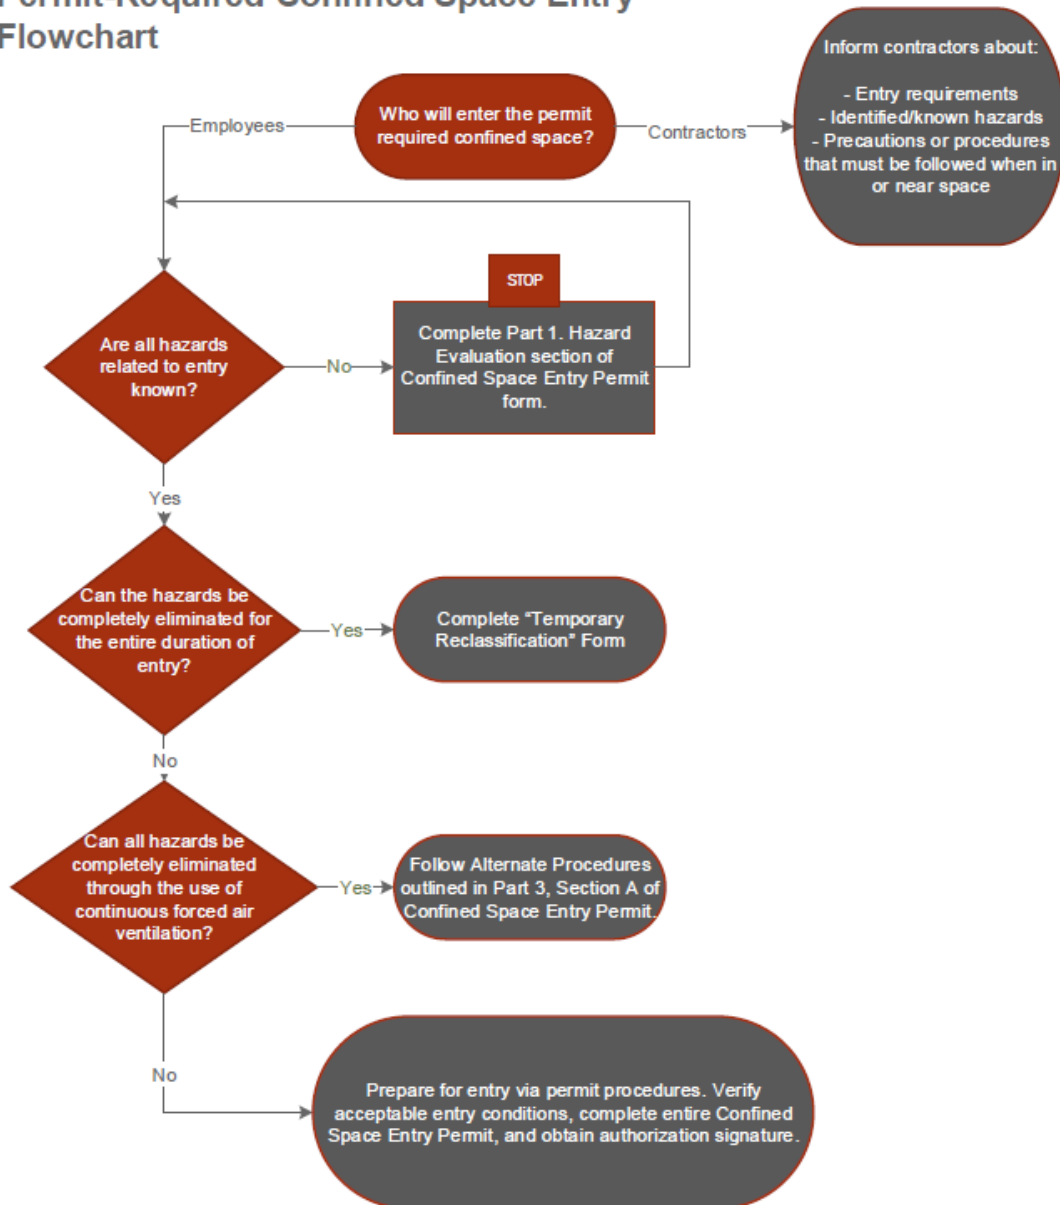 Permit-Required Confined Space Entry
Flowchart
Who will enter the permit
required confined space?
Employees
Contractors
Inform contractors about:
- Entry requirements
- Identified/known hazards
- Precautions or procedures
that must be followed when in
or near space
STOP
Are all hazards
related to entry
known?
No
Complete Part 1. Hazard
Evaluation section of
Confined Space Entry Permit
form.
Yes
Can the hazards be
completely eliminated for
the entire duration of
entry?
Yes
Complete “Temporary
Reclassification” Form
No
Can all hazards be
completely eliminated
through the use of
continuous forced air
ventilation?
Yes
Follow Alternate Procedures
outlined in Part 3, Section A of
Confined Space Entry Permit.
No
Prepare for entry via permit procedures. Verify
acceptable entry conditions, complete entire Confined
Space Entry Permit, and obtain authorization signature.